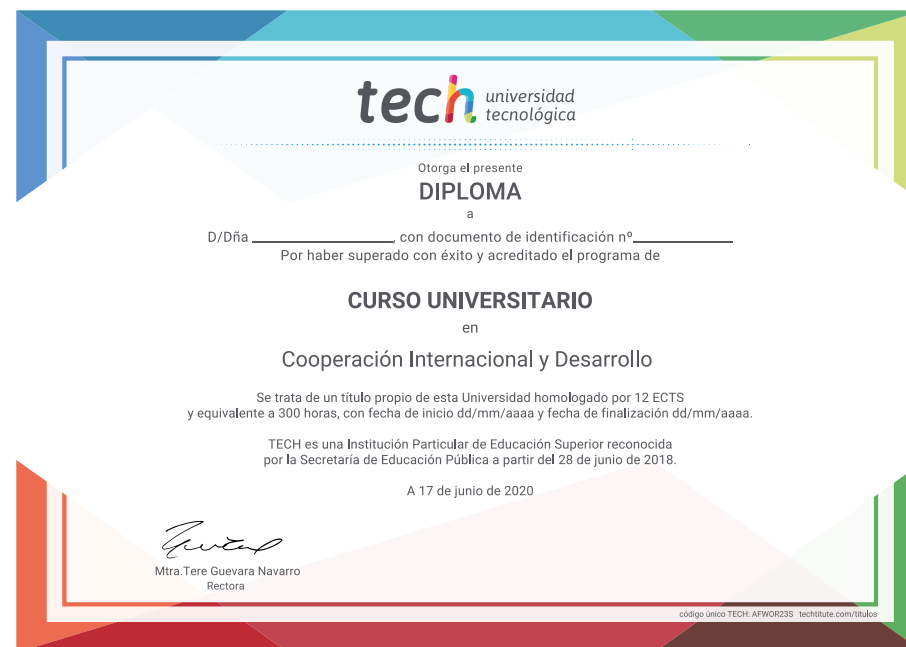 tech universidad
tecnológica
Otorga el presente
DIPLOMA
a
D/Dña ____________________, con documento de identificación nº______________
Por haber superado con éxito y acreditado el programa de
CURSO UNIVERSITARIO
en
Cooperación Internacional y Desarrollo
Se trata de un título propio de esta Universidad homologado por 12 ECTS
y equivalente a 300 horas, con fecha de inicio dd/mm/aaaa y fecha de finalización dd/mm/aaaa.
TECH es una Institución Particular de Educación Superior reconocida
por la Secretaría de Educación Pública a partir del 28 de junio de 2018.
A 17 de junio de 2020
Mtra.Tere Guevara Navarro
Rectora
código único TECH: AFWOR23S techtitute.com/titulos